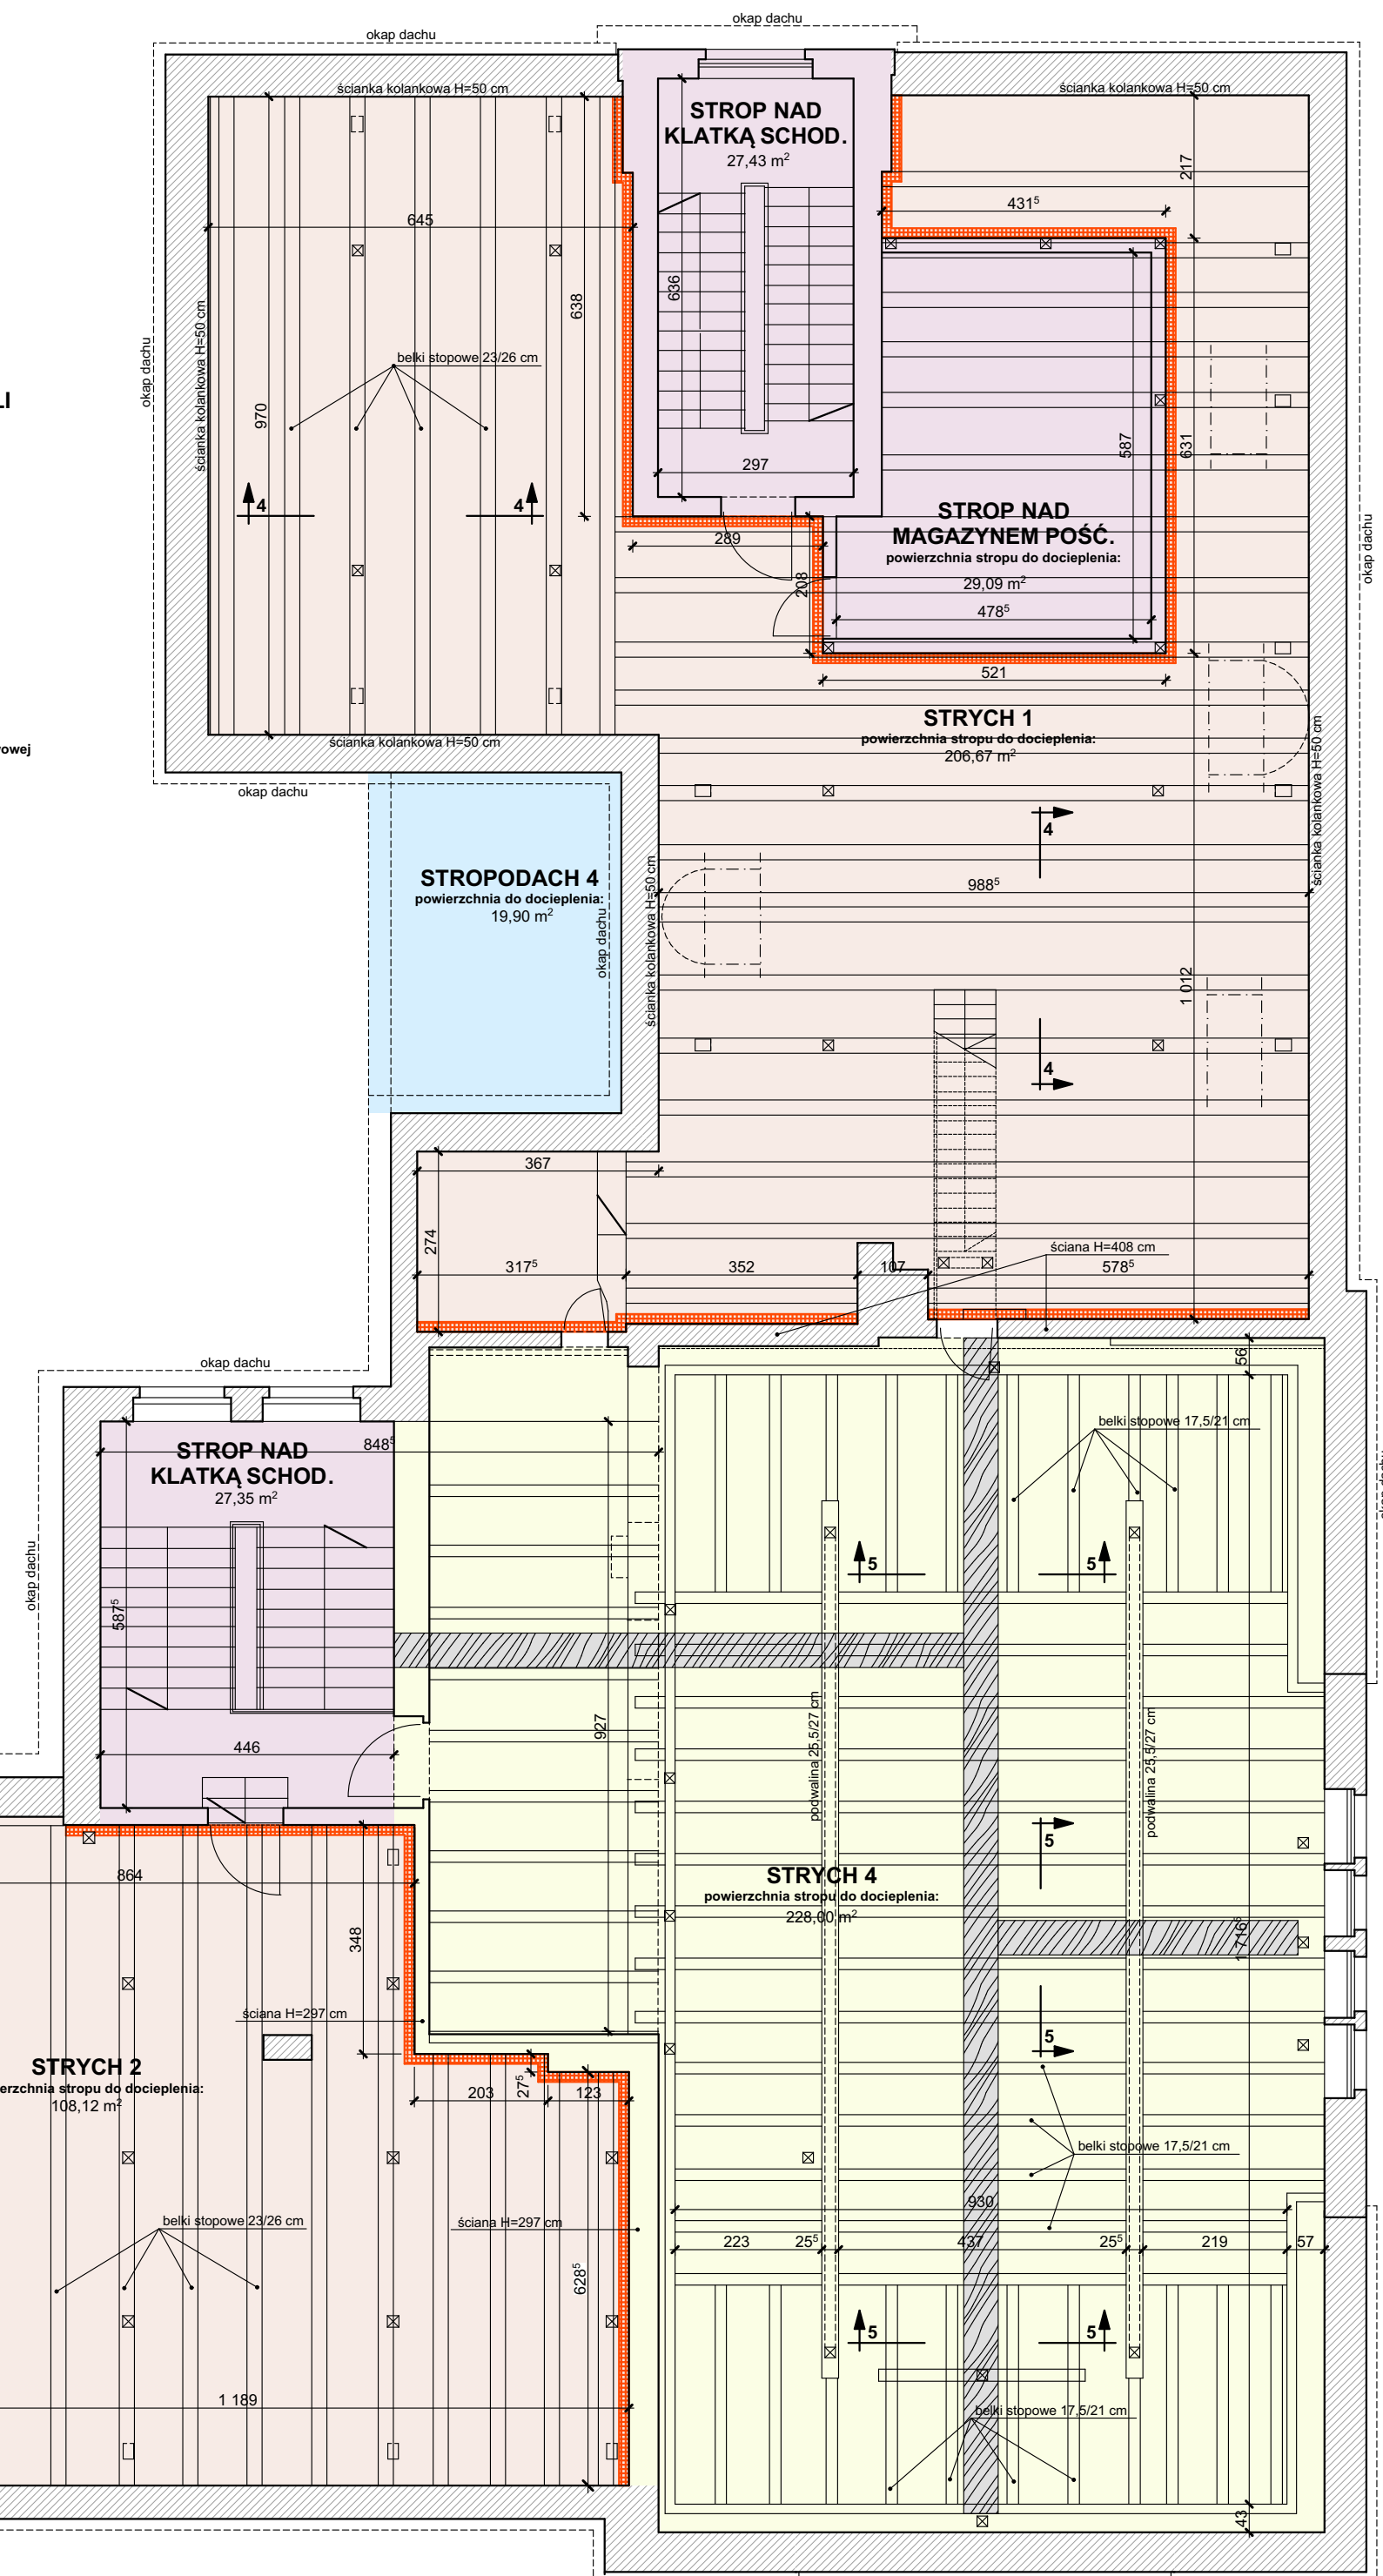 okap dachu
okap dachu
ścianka kolankowa H=50 cm
ścianka kolankowa H=50 cm
STROP NAD
KLATKĄ SCHOD.
27,43 m²
217
431⁵
645
636
638
ścianka kolankowa H=50 cm
okap dachu
belki stopowe 23/26 cm
LI
970
587
631
297
4
4
STROP NAD
MAGAZYNEM POŚĆ.
powierzchnia stropu do docieplenia:
29,09 m²
okap dachu
289
208
478⁵
521
STRYCH 1
powierzchnia stropu do docieplenia:
206,67 m²
ścianka kolankowa H=50 cm
owej
okap dachu
ścianka kolankowa H=50 cm
4
STROPODACH 4
powierzchnia do docieplenia:
19,90 m²
okap dachu
ścianka kolankowa H=50 cm
988⁵
1 012
4
367
274
ściana H=408 cm
317⁵
352
107
578⁵
okap dachu
56
STROP NAD
KLATKĄ SCHOD.
27,35 m²
848⁵
belki stopowe 17,5/21 cm
okap dachu
okap dachu
587⁵
5
5
927
podwalina 25,5/27 cm
podwalina 25,5/27 cm
446
5
864
STRYCH 4
powierzchnia stropu do docieplenia:
228,00 m²
348
1 716⁵
ściana H=297 cm
5
STRYCH 2
erzchnia stropu do docieplenia:
108,12 m²
203
27⁵
123
belki stopowe 17,5/21 cm
930
belki stopowe 23/26 cm
ściana H=297 cm
223
25⁵
437
25⁵
219
57
628⁵
5
5
1 189
belki stopowe 17,5/21 cm
43